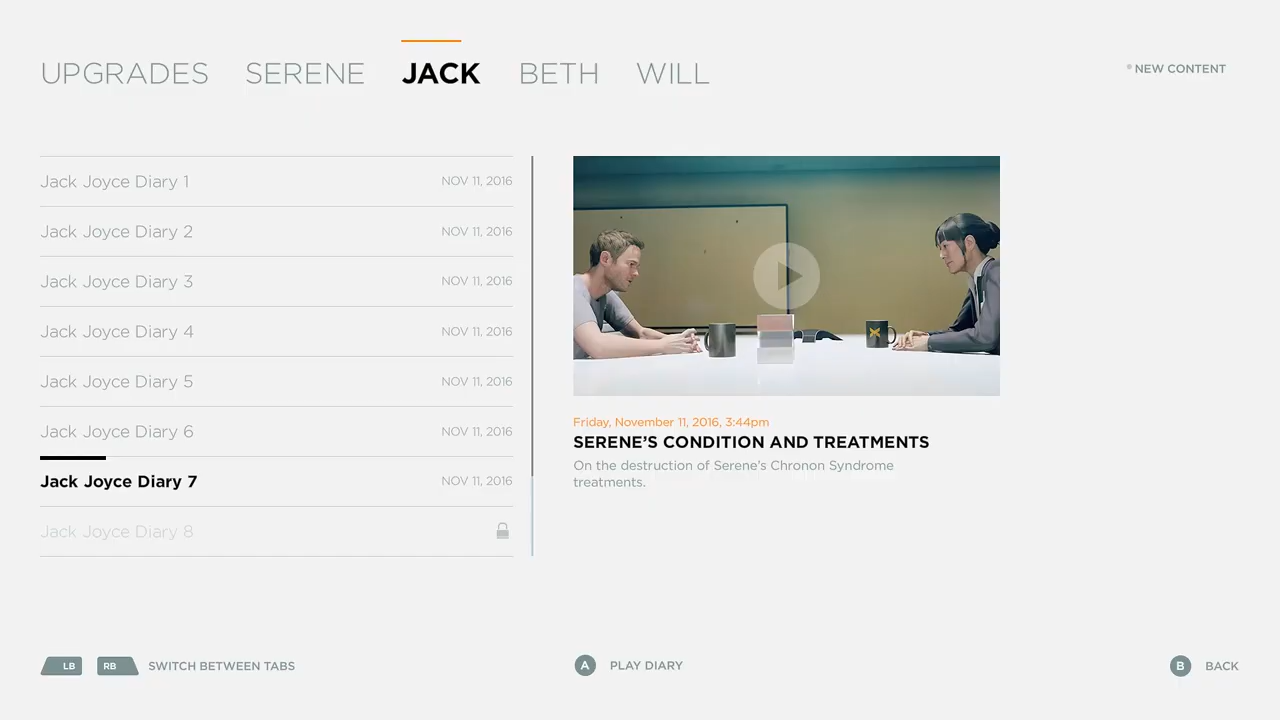 UPGRADES SERENE JACK BETH WILL
NEW CONTENT
Jack Joyce Diary 1 NOV 11, 2016
Jack Joyce Diary 2 NOV 11, 2016
Jack Joyce Diary 3 NOV 11, 2016
Jack Joyce Diary 4 NOV 11, 2016
Jack Joyce Diary 5 NOV 11, 2016
Jack Joyce Diary 6 NOV 11, 2016
Jack Joyce Diary 7 NOV 11, 2016
Jack Joyce Diary 8
Friday, November 11, 2016, 3:44pm
SERENE’S CONDITION AND TREATMENTS
On the destruction of Serene’s Chronon Syndrome
treatments.
LB RB SWITCH BETWEEN TABS
A PLAY DIARY
B BACK